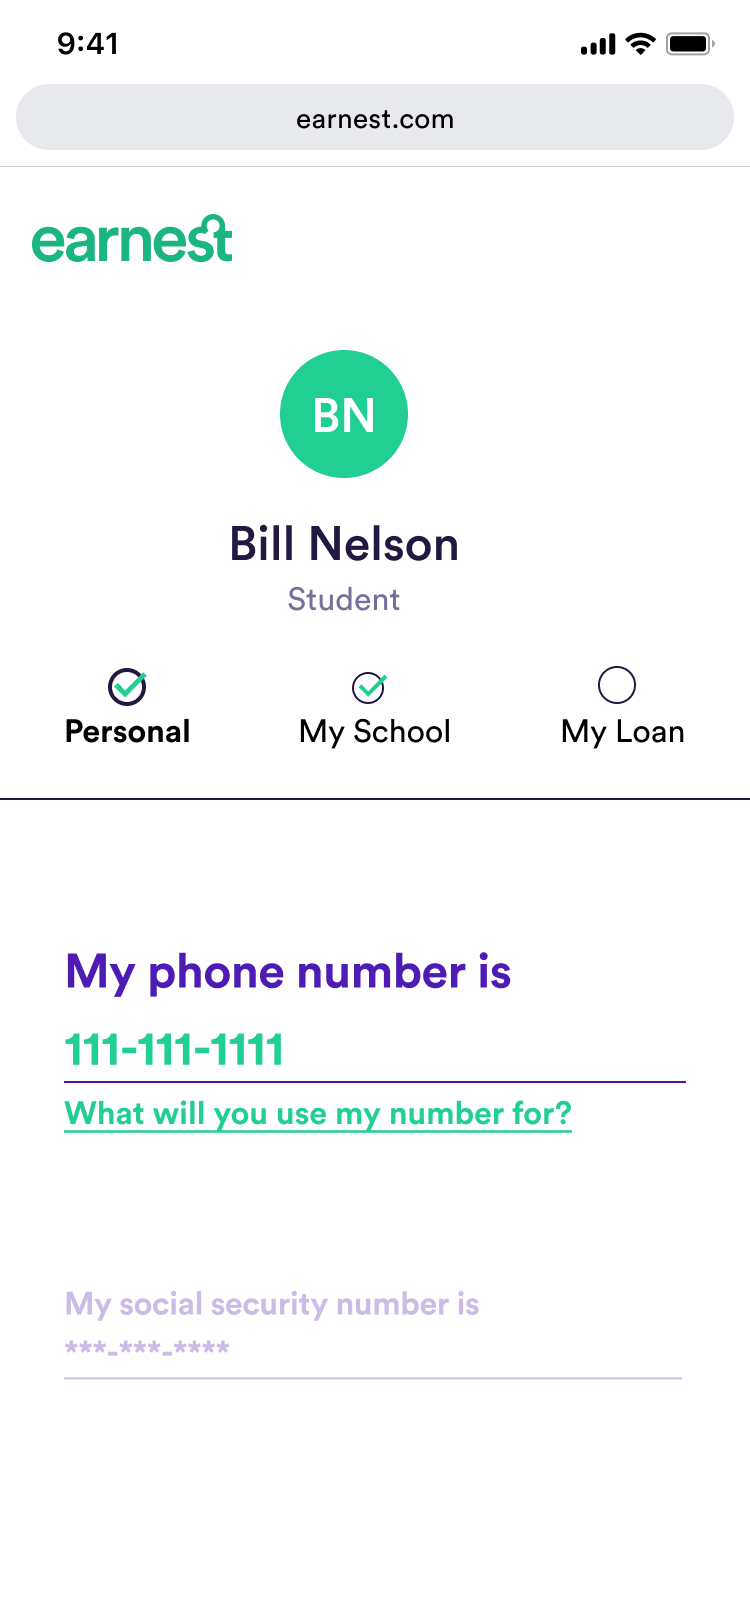 9:41
earnest.com
earnest
BN
Bill Nelson
Student
Personal My School My Loan
My phone number is
111-111-1111
What will you use my number for?
My social security number is
***-***-****